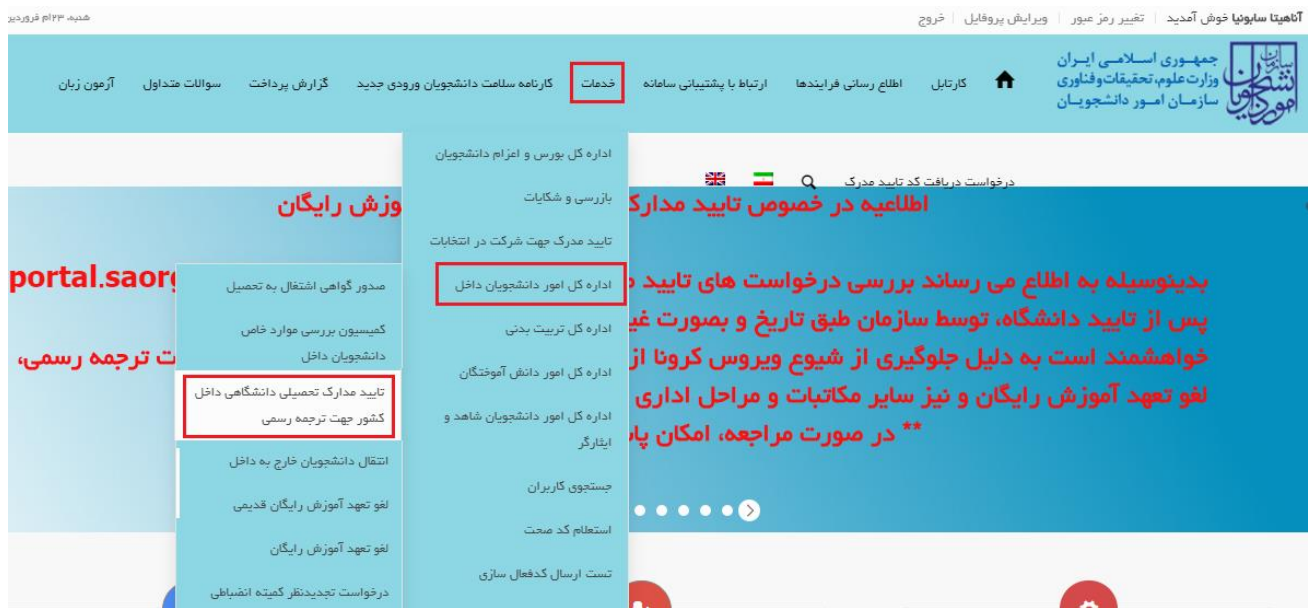 آناهیتا سابونیا خوش آمدید | تغییر رمز عبور | ویرایش پروفایل | خروج
شنبه، ۲۳ام فروردین
جمهوری اسلامی ایران
وزارت علوم، تحقیقات و فناوری
سازمان امور دانشجویان
کارتابل
اطلاع رسانی فرایندها
ارتباط با پشتیبانی سامانه
خدمات
کارنامه سلامت دانشجویان ورودی جدید
گزارش پرداخت
سوالات متداول
آزمون زبان
درخواست دریافت کد تایید مدرک
اطلاعیه در خصوص تایید مدارک
وزش رایگان
بدینوسیله به اطلاع می رساند بررسی درخواست های تایید
portal.saorg
پس از تایید دانشگاه، توسط سازمان طبق تاریخ و بصورت غی
خواهشمند است به دلیل جلوگیری از شیوع ویروس کرونا از
ت ترجمه رسمی،
لغو تعهد آموزش رایگان و نیز سایر مکاتبات و مراحل اداری
** در صورت مراجعه، امکان پا
اداره کل بورس و اعزام دانشجویان
بازرسی و شکایات
تایید مدرک جهت شرکت در انتخابات
اداره کل امور دانشجویان داخل
اداره کل تربیت بدنی
اداره کل امور دانش آموختگان
اداره کل امور دانشجویان شاهد و
ایثارگر
جستجوی کاربران
استعلام کد صحت
تست ارسال کدفعال سازی
صدور گواهی اشتغال به تحصیل
کمیسیون بررسی موارد خاص
دانشجویان داخل
تایید مدارک تحصیلی دانشگاهی داخل
کشور جهت ترجمه رسمی
انتقال دانشجویان خارج به داخل
لغو تعهد آموزش رایگان قدیمی
لغو تعهد آموزش رایگان
درخواست تجدیدنظر کمیته انضباطی